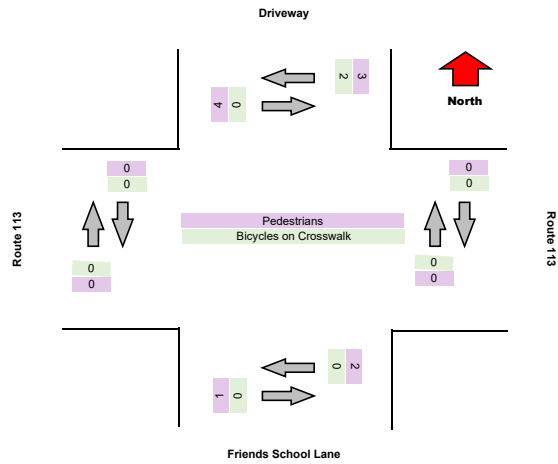 Driveway
2 3
4 0
North
0
0
0
0
Route 113
Pedestrians
Bicycles on Crosswalk
Route 113
0
0
0
0
0 2
1 0
Friends School Lane